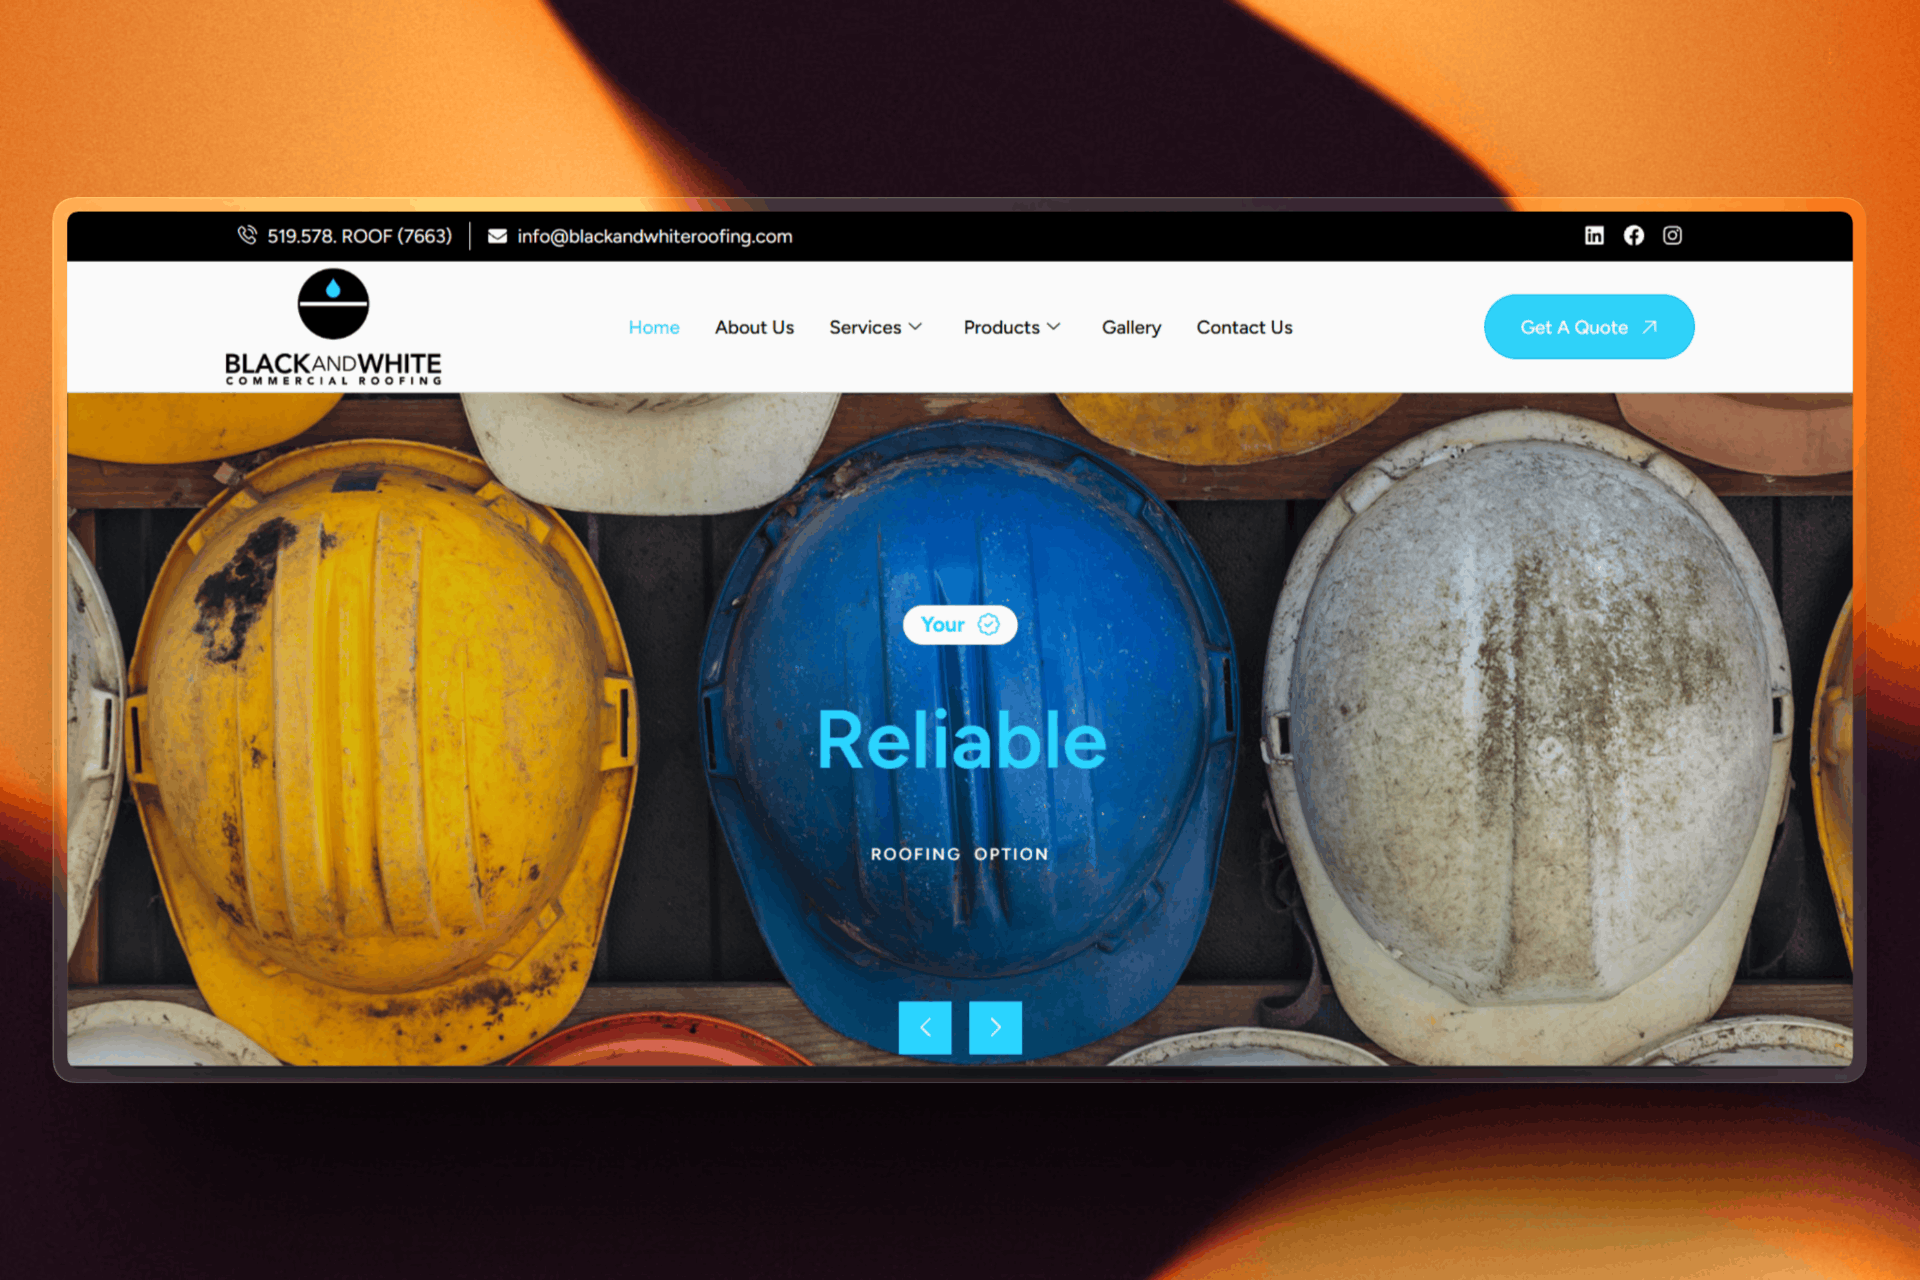 519.578. ROOF (7663)
info@blackandwhiteroofing.com
BLACKANDWHITE
COMMERCIAL ROOFING
Home
About Us
Services
Products
Gallery
Contact Us
Get A Quote
Your
Reliable
ROOFING OPTION